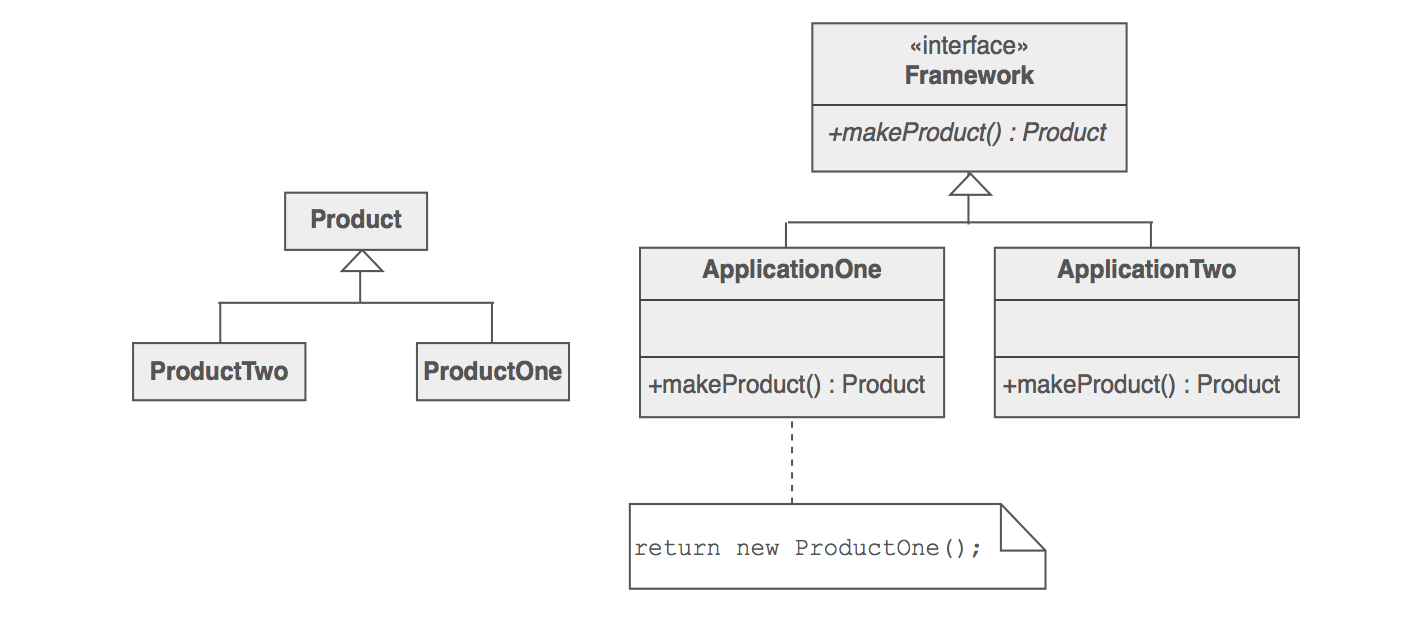 «interface»
Framework
+makeProduct() : Product
Product
ProductTwo
ProductOne
ApplicationOne
+makeProduct() : Product
ApplicationTwo
+makeProduct() : Product
return new ProductOne();